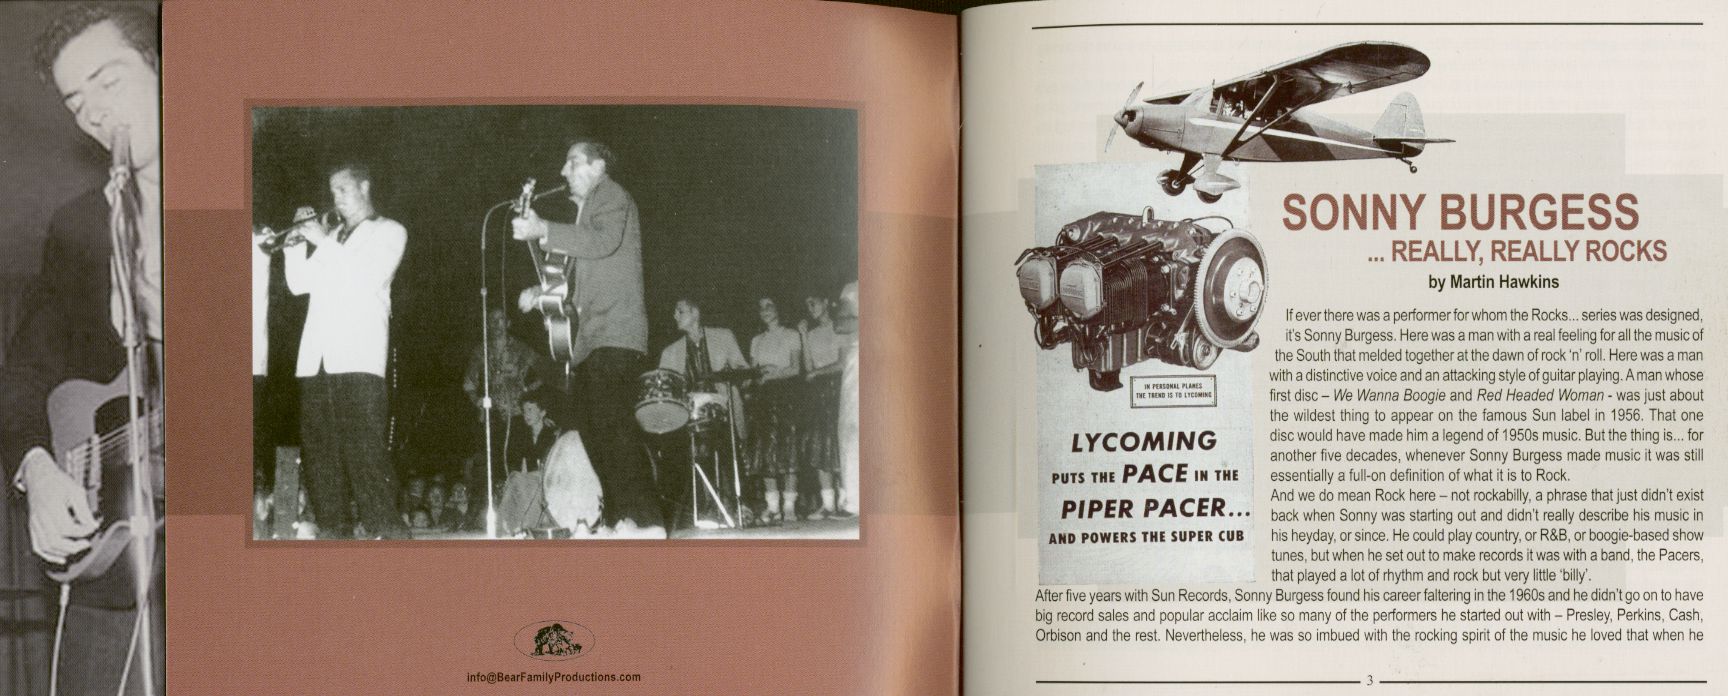 info@BearFamilyProductions.com
SONNY BURGESS
... REALLY, REALLY ROCKS
by Martin Hawkins
IN PERSONAL PLANES
THE TREND IS TO LYCOMING
LYCOMING
PUTS THE PACE IN THE
PIPER PACER...
AND POWERS THE SUPER CUB
If ever there was a performer for whom the Rocks... series was designed,
it's Sonny Burgess. Here was a man with a real feeling for all the music of
the South that melded together at the dawn of rock 'n' roll. Here was a man
with a distinctive voice and an attacking style of guitar playing. A man whose
first disc – We Wanna Boogie and Red Headed Woman - was just about
the wildest thing to appear on the famous Sun label in 1956. That one
disc would have made him a legend of 1950s music. But the thing is... for
another five decades, whenever Sonny Burgess made music it was still
essentially a full-on definition of what it is to Rock.
And we do mean Rock here – not rockabilly, a phrase that just didn't exist
back when Sonny was starting out and didn't really describe his music in
his heyday, or since. He could play country, or R&B, or boogie-based show
tunes, but when he set out to make records it was with a band, the Pacers,
that played a lot of rhythm and rock but very little 'billy'.
After five years with Sun Records, Sonny Burgess found his career faltering in the 1960s and he didn't go on to have
big record sales and popular acclaim like so many of the performers he started out with – Presley, Perkins, Cash,
Orbison and the rest. Nevertheless, he was so imbued with the rocking spirit of the music he loved that when he
3